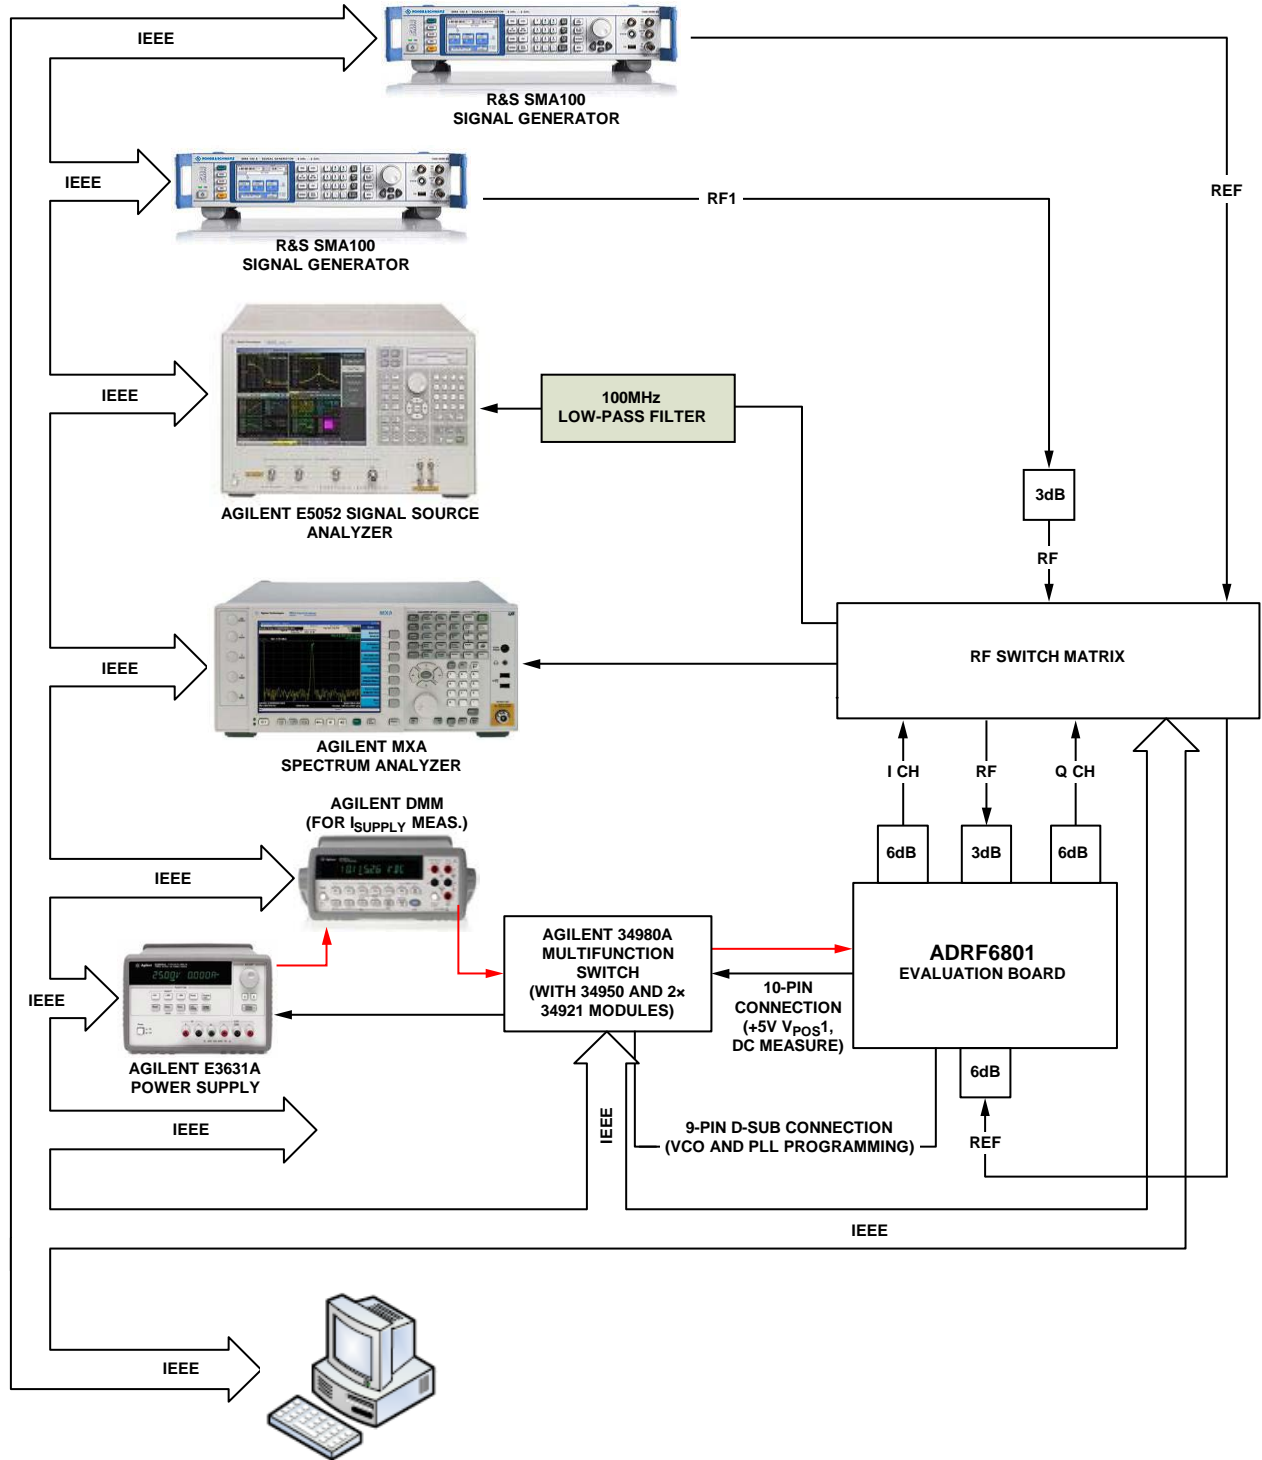 IEEE
R&S SMA100
SIGNAL GENERATOR
IEEE
RF1
REF
R&S SMA100
SIGNAL GENERATOR
IEEE
100MHz
LOW-PASS FILTER
3dB
AGILENT E5052 SIGNAL SOURCE
ANALYZER
RF
IEEE
MXA
RF SWITCH MATRIX
AGILENT MXA
SPECTRUM ANALYZER
I CH
RF
Q CH
AGILENT DMM
(FOR ISUPPLY MEAS.)
6dB
3dB
6dB
IEEE
AGILENT 34980A
MULTIFUNCTION
SWITCH
(WITH 34950 AND 2×
34921 MODULES)
ADRF6801
EVALUATION BOARD
IEEE
10-PIN
CONNECTION
(+5V VPOS1,
DC MEASURE)
AGILENT E3631A
POWER SUPPLY
6dB
IEEE
IEEE
9-PIN D-SUB CONNECTION
(VCO AND PLL PROGRAMMING)
REF
IEEE
IEEE